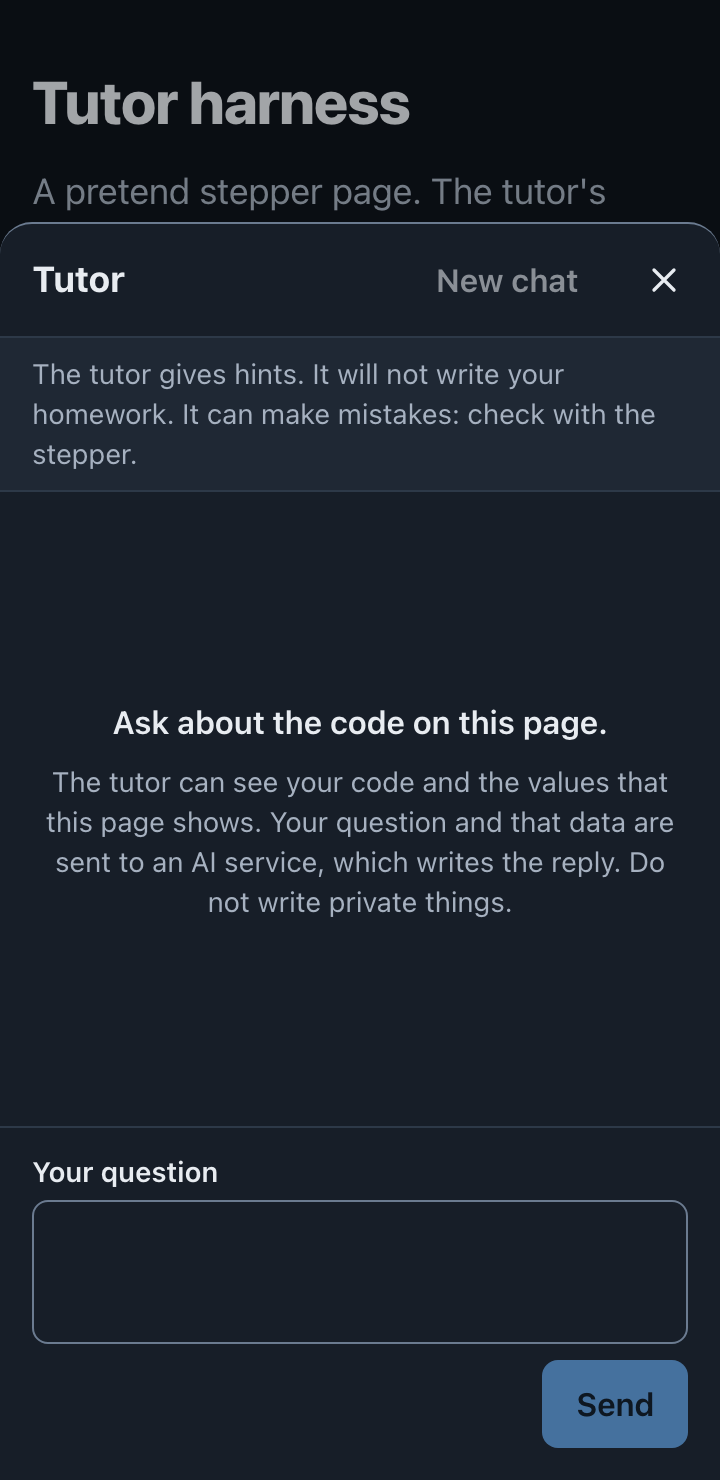 Tutor harness
A pretend stepper page. The tutor's
Tutor
New chat
The tutor gives hints. It will not write your
homework. It can make mistakes: check with the
stepper.
Ask about the code on this page.
The tutor can see your code and the values that
this page shows. Your question and that data are
sent to an AI service, which writes the reply. Do
not write private things.
Your question
Send